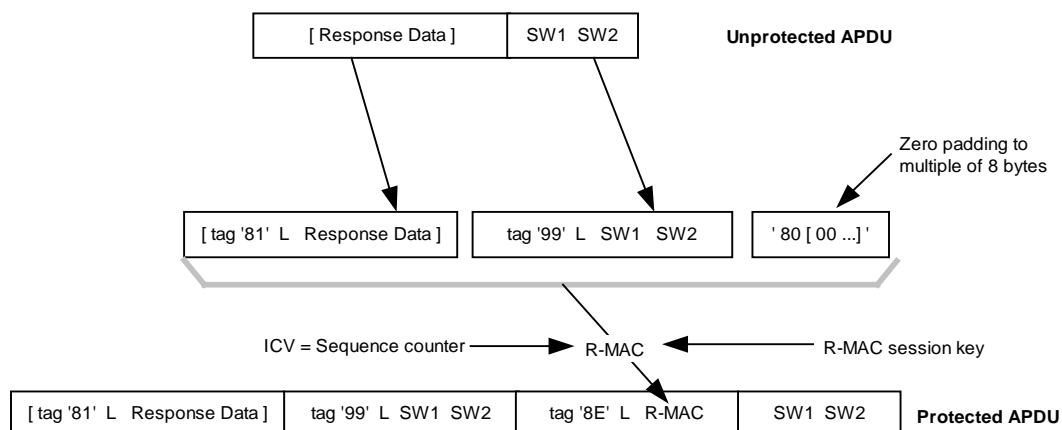 [ Response Data ] SW1 SW2 Unprotected APDU
Zero padding to
multiple of 8 bytes
[ tag '81' L Response Data ] tag '99' L SW1 SW2 ' 80 [ 00 ...] '
ICV = Sequence counter R-MAC R-MAC session key
[ tag '81' L Response Data ] tag '99' L SW1 SW2 tag '8E' L R-MAC SW1 SW2 Protected APDU